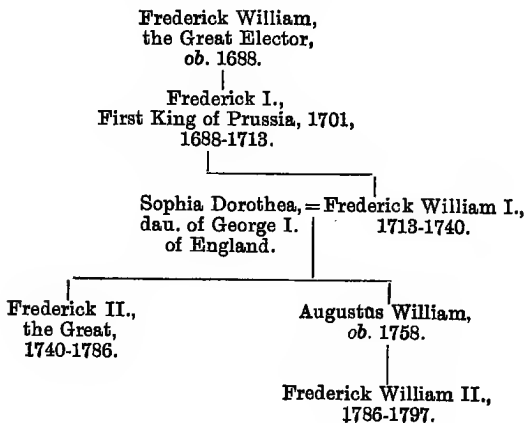 Frederick William,
the Great Elector,
ob. 1688.
Frederick I.,
First King of Prussia, 1701,
1688-1713.
Sophia Dorothea, = Frederick William I.,
dau. of George I. 1713-1740.
of England.
Frederick II., Augustus William,
the Great, ob. 1758.
1740-1786.
Frederick William II.,
1786-1797.